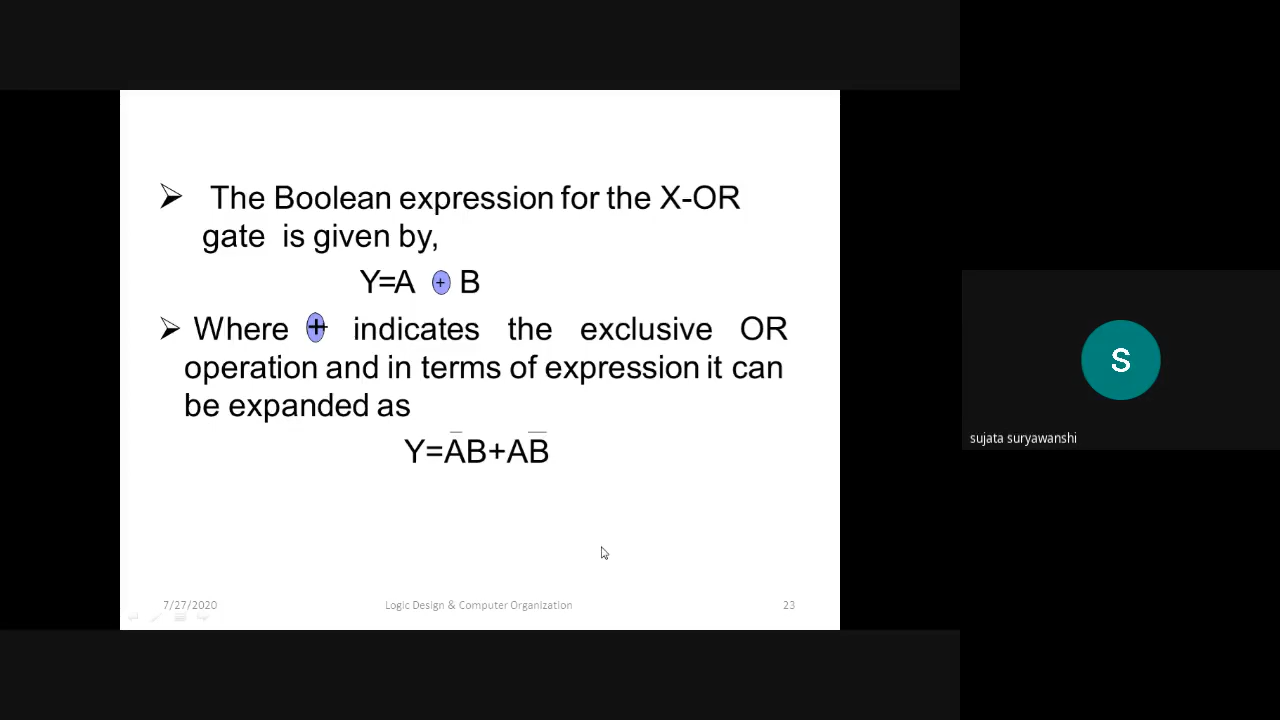 ➢ The Boolean expression for the X-OR
gate is given by,
Y=A ⊕ B
➢ Where ⊕ indicates the exclusive OR
operation and in terms of expression it can
be expanded as
Y=A̅B+AB̅
7/27/2020 Logic Design & Computer Organization 23
S
sujata suryawanshi